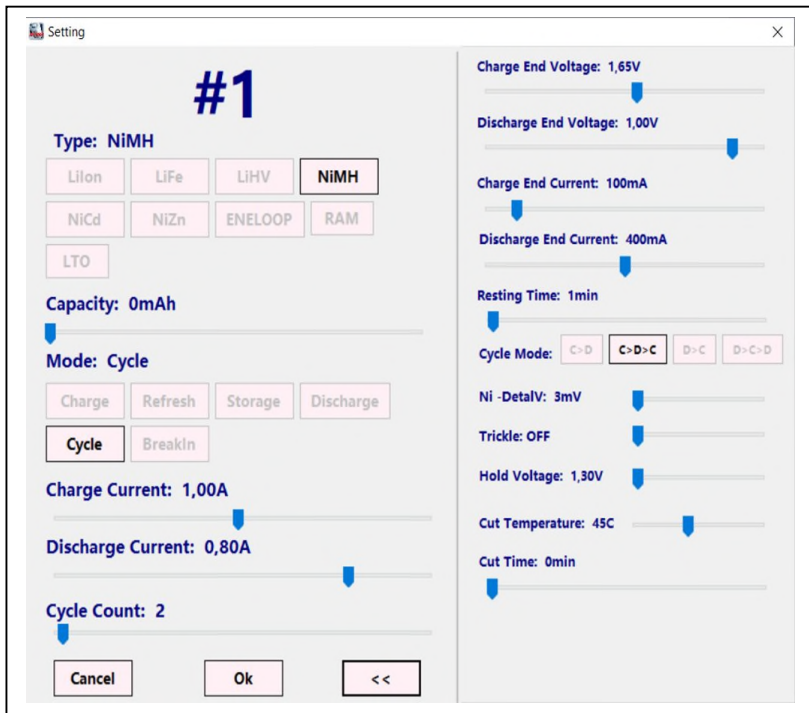 Setting
#1
Type: NiMH
LiIon LiFe LiHV NiMH
NiCd NiZn ENELOOP RAM
LTO
Capacity: 0mAh
Mode: Cycle
Charge Refresh Storage Discharge
Cycle BreakIn
Charge Current: 1,00A
Discharge Current: 0,80A
Cycle Count: 2
Cancel Ok <<
Charge End Voltage: 1,65V
Discharge End Voltage: 1,00V
Charge End Current: 100mA
Discharge End Current: 400mA
Resting Time: 1min
Cycle Mode: C>D C>D>C D>C D>C>D
Ni -DetalV: 3mV
Trickle: OFF
Hold Voltage: 1,30V
Cut Temperature: 45C
Cut Time: 0min